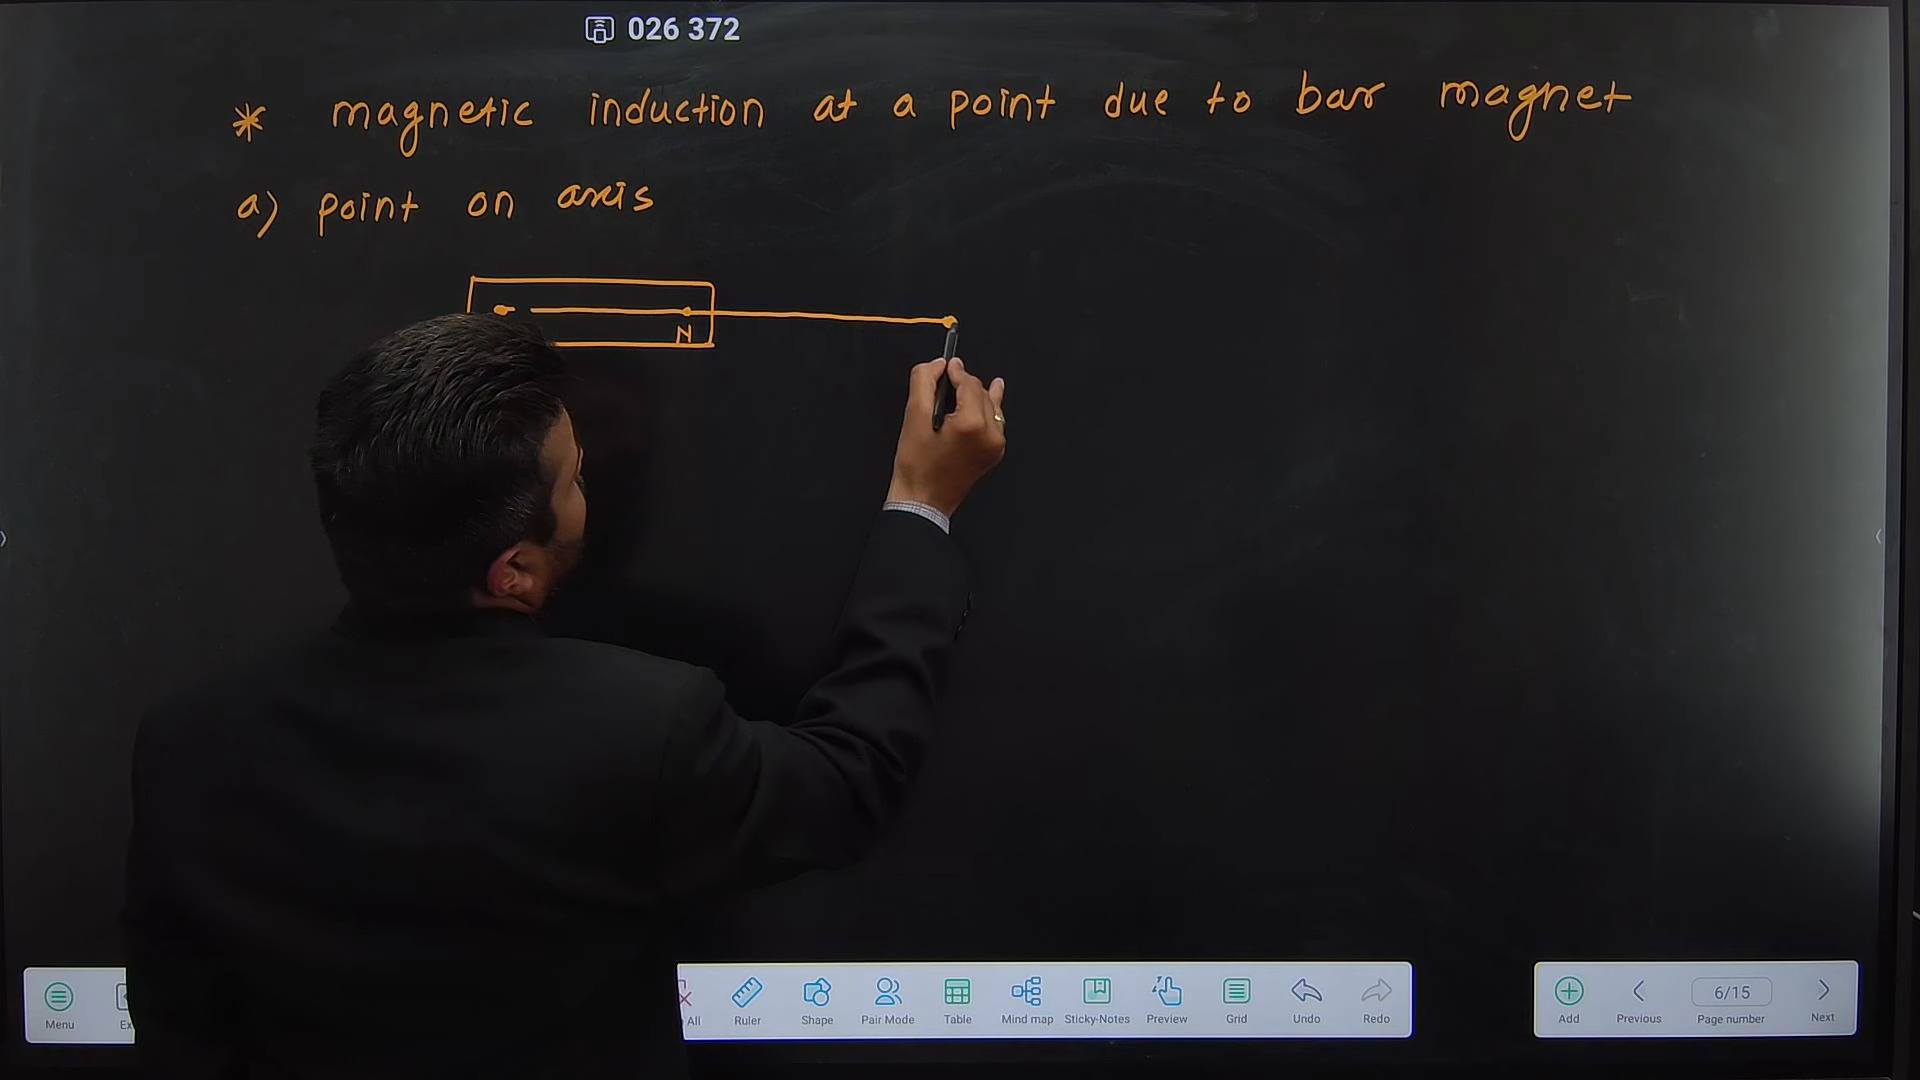 026 372
* magnetic induction at a point due to bar magnet
a) point on axis
N
Menu All Ruler Shape Pair Mode Table Mind map Sticky-Notes Preview Grid Undo Redo Add Previous 6/15 Page number Next